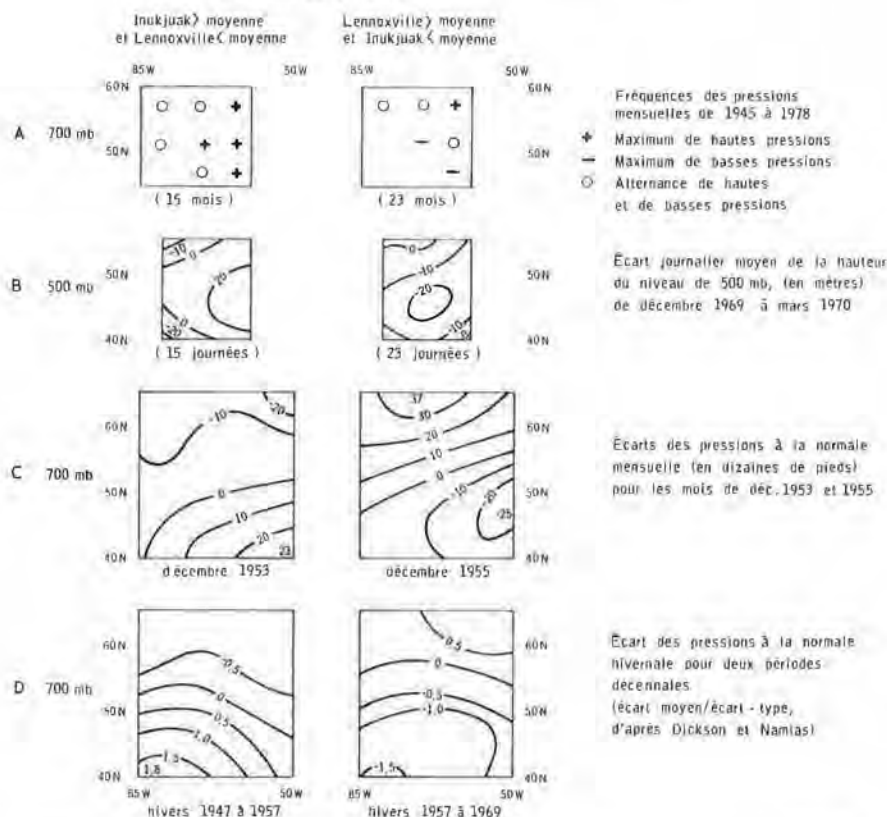 Inukjuak> moyenne
et Lennoxville< moyenne
Lennoxville> moyenne
et Inukjuak< moyenne
85W 50W
85W 50W
A 700 mb
60N
50N
+
+ +
+
(15 mois)
60N
+
-
-
50N
(23 mois)
Fréquences des pressions
mensuelles de 1945 à 1978
+ Maximum de hautes pressions
- Maximum de basses pressions
○ Alternance de hautes
et de basses pressions
B 500 mb
50N
40N
-10
0
20
0
(15 journées)
0
-10
-20
-10
50N
40N
(23 journées)
Écart journalier moyen de la hauteur
du niveau de 500 mb, (en mètres)
de décembre 1969 à mars 1970
C 700 mb
60N
50N
40N
-10
-20
0
10
20
23
décembre 1953
37
30
20
10
0
-10
-20
-25
60N
50N
40N
décembre 1955
Écarts des pressions à la normale
mensuelle (en dizaines de pieds)
pour les mois de déc. 1953 et 1955
D 700 mb
60N
50N
40N
-0,5
0
0,5
1,0
1,5
1,8
85W 50W
hivers 1947 à 1957
0,5
0
-0,5
-1,0
-1,5
60N
50N
40N
85W 50W
hivers 1957 à 1969
Écart des pressions à la normale
hivernale pour deux périodes
décennales
(écart moyen/écart-type,
d'après Dickson et Namias)